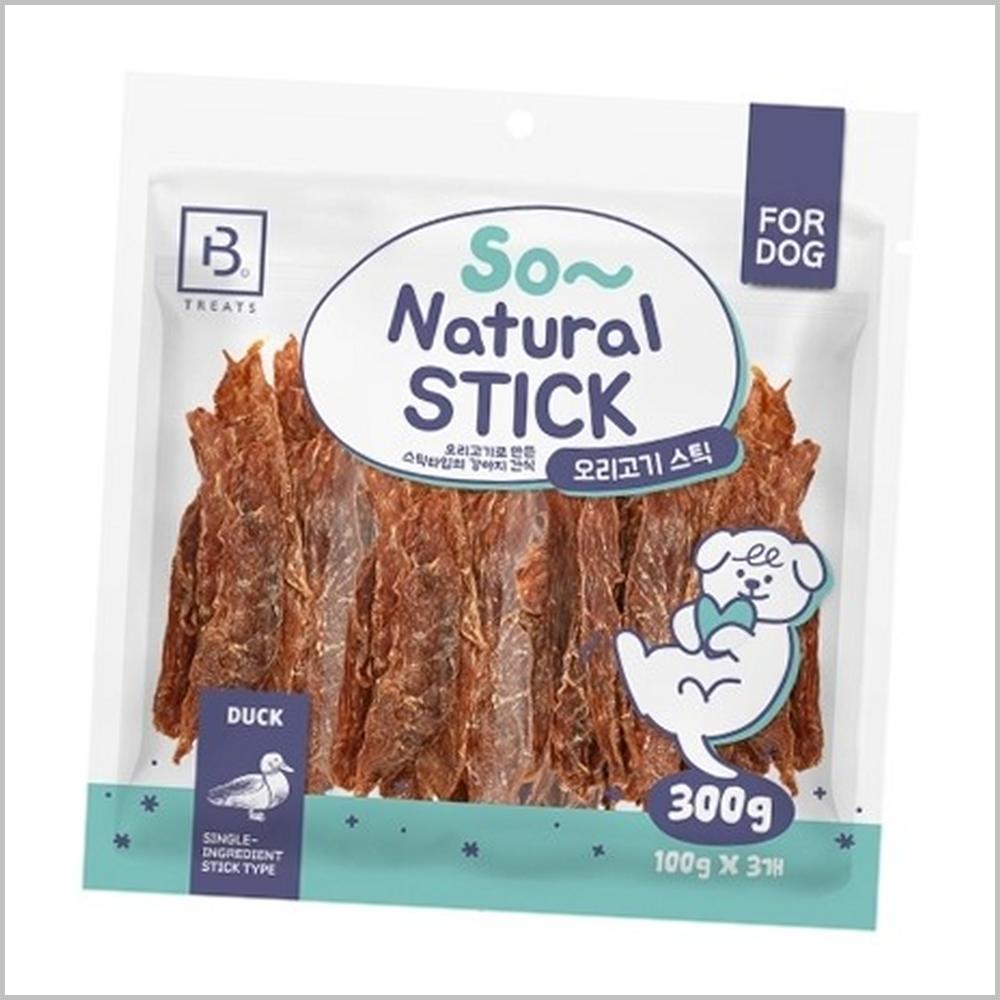 B
TREATS
FOR
DOG
So~
Natural
STICK
오리고기로 만든
스틱타입의 강아지 간식
오리고기 스틱
DUCK
SINGLE-
INGREDIENT
STICK TYPE
300g
100g X 3개